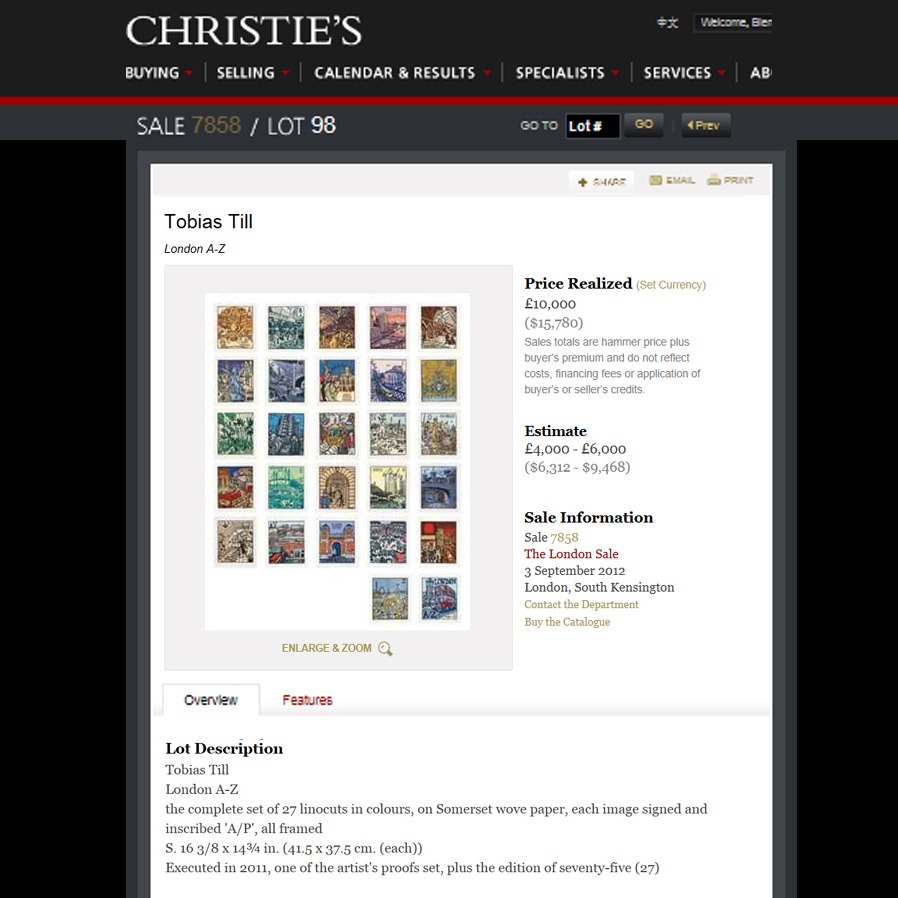 CHRISTIE'S
中文 Welcome, Bler
BUYING SELLING CALENDAR & RESULTS SPECIALISTS SERVICES AB
SALE 7858 / LOT 98
GO TO Lot # GO Prev
SHARE EMAIL PRINT
Tobias Till
London A-Z
Price Realized (Set Currency)
£10,000
($15,780)
Sales totals are hammer price plus
buyer's premium and do not reflect
costs, financing fees or application of
buyer's or seller's credits.
Estimate
£4,000 - £6,000
($6,312 - $9,468)
Sale Information
Sale 7858
The London Sale
3 September 2012
London, South Kensington
Contact the Department
Buy the Catalogue
LONDON
A-Z
ENLARGE & ZOOM
Overview Features
Lot Description
Tobias Till
London A-Z
the complete set of 27 linocuts in colours, on Somerset wove paper, each image signed and
inscribed 'A/P', all framed
S. 16 3/8 x 14¾ in. (41.5 x 37.5 cm. (each))
Executed in 2011, one of the artist's proofs set, plus the edition of seventy-five (27)